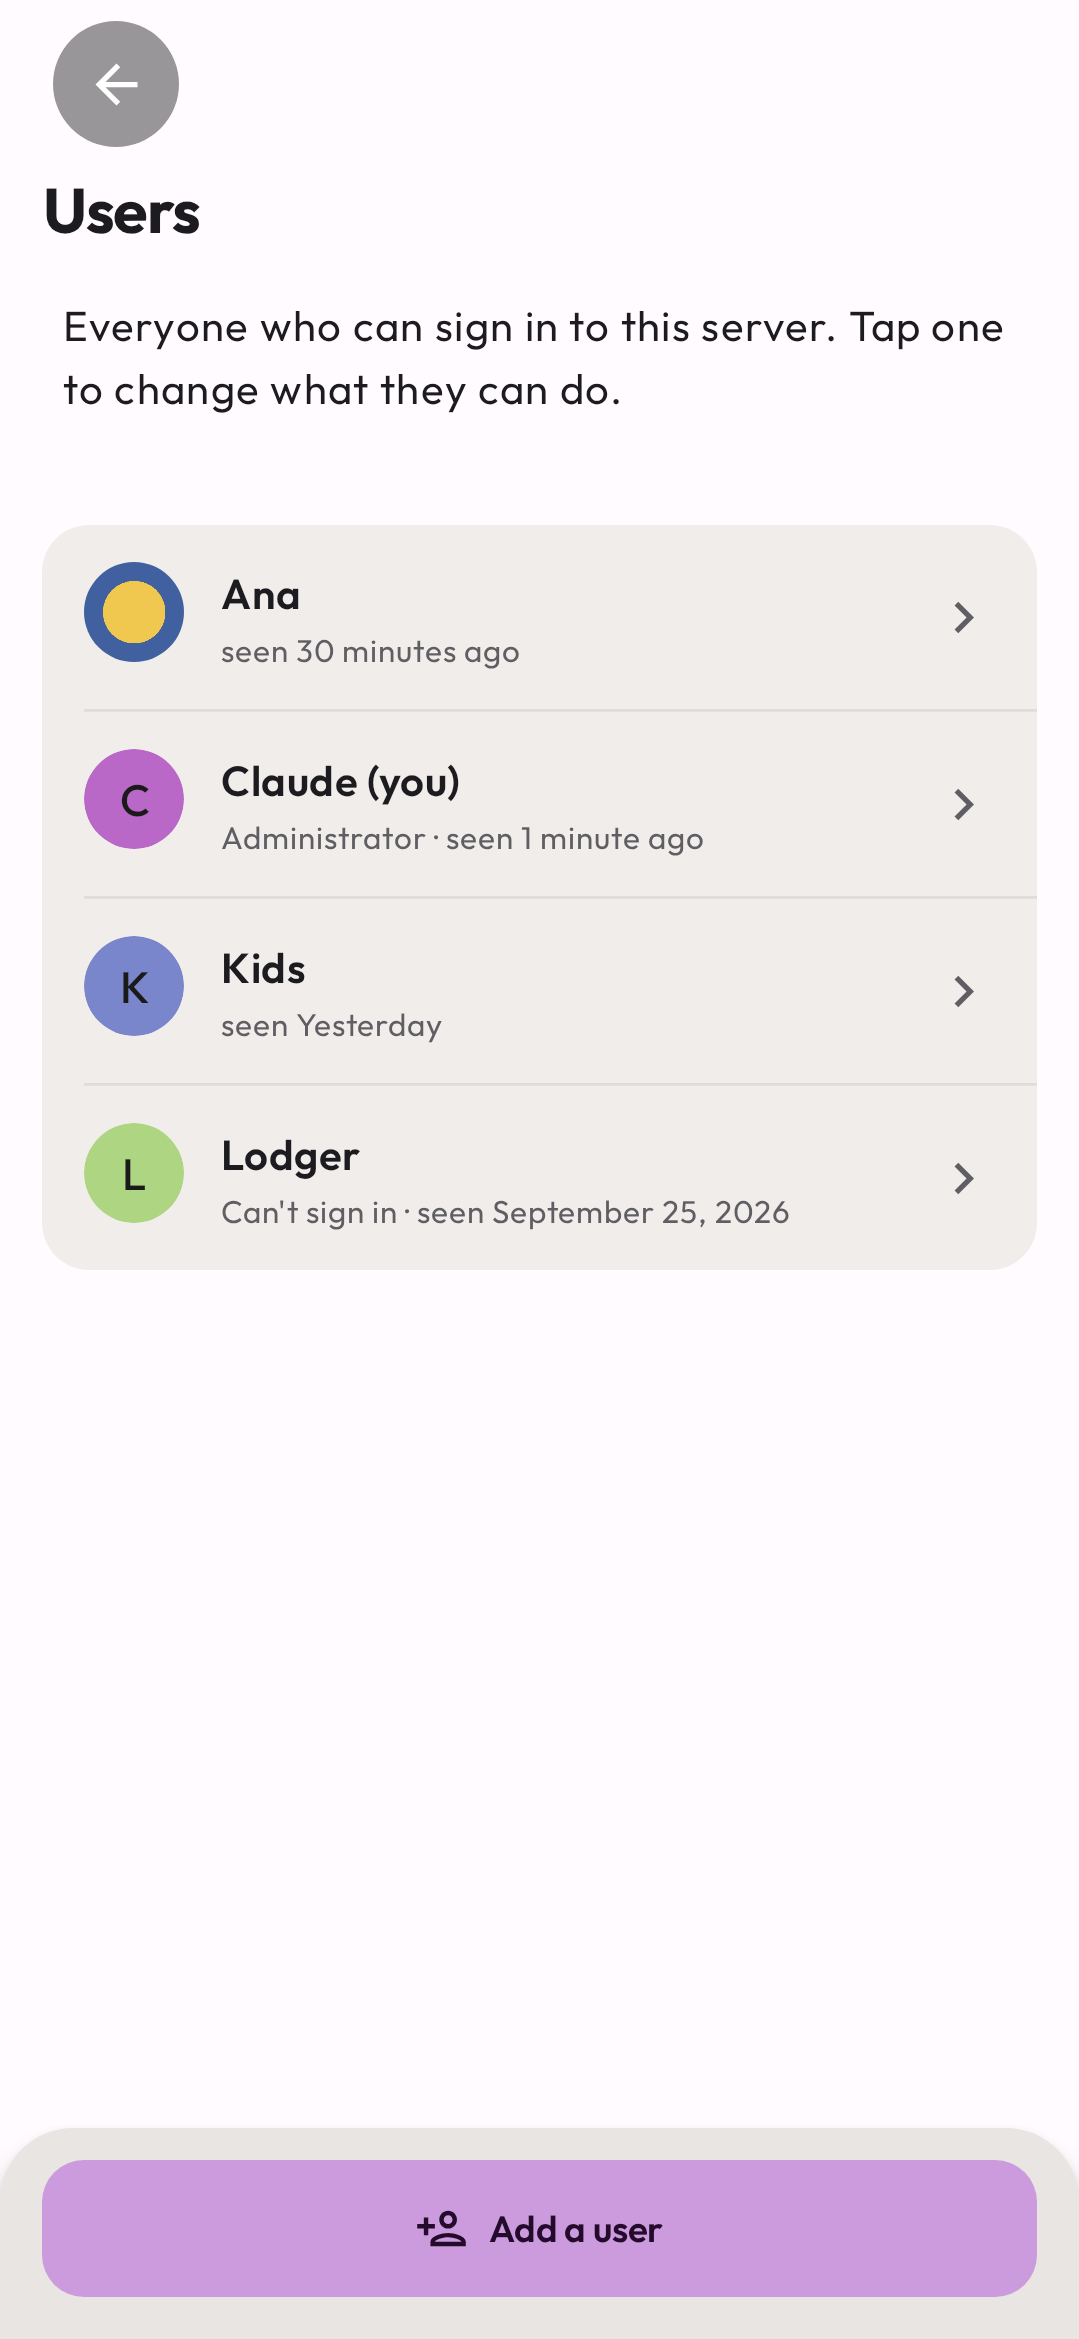 Users
Everyone who can sign in to this server. Tap one
to change what they can do.
Ana
seen 30 minutes ago
C
Claude (you)
Administrator · seen 1 minute ago
K
Kids
seen Yesterday
L
Lodger
Can't sign in · seen September 25, 2026
Add a user